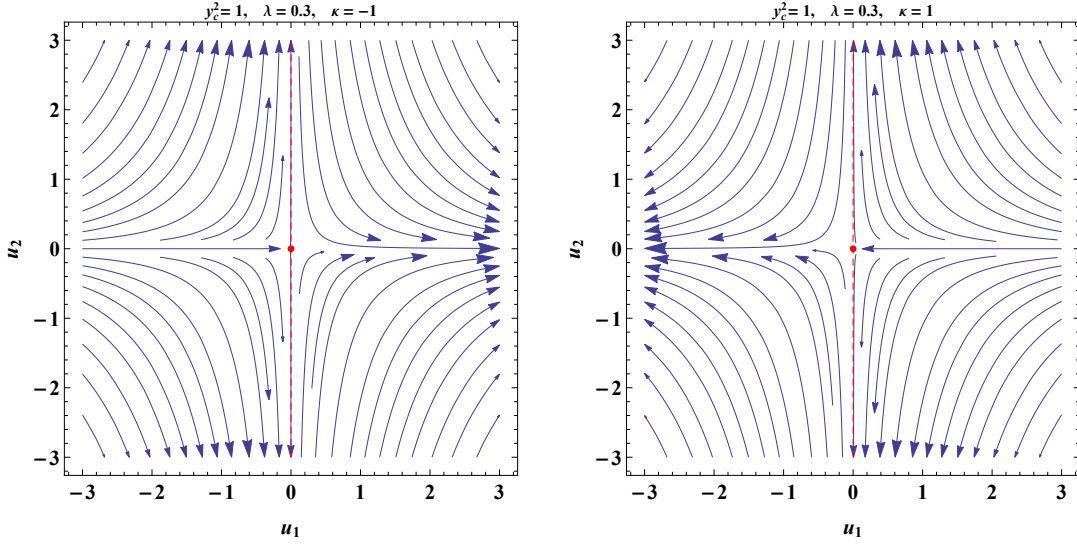 y_c^2 = 1, λ = 0.3, κ = −1
3
2
1
0
−1
−2
−3
u_2
−3 −2 −1 0 1 2 3
u_1
y_c^2 = 1, λ = 0.3, κ = 1
3
2
1
0
−1
−2
−3
u_2
−3 −2 −1 0 1 2 3
u_1